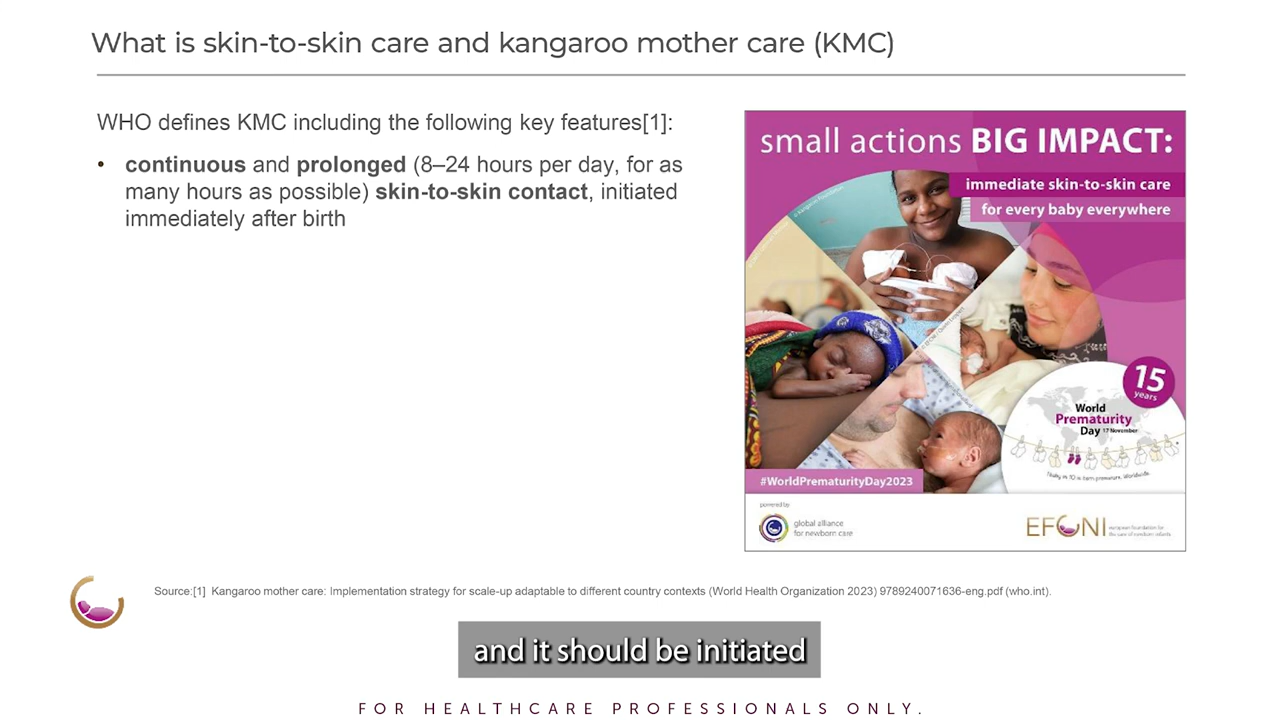 What is skin-to-skin care and kangaroo mother care (KMC)
WHO defines KMC including the following key features[1]:
• continuous and prolonged (8–24 hours per day, for as
many hours as possible) skin-to-skin contact, initiated
immediately after birth
small actions BIG IMPACT:
immediate skin-to-skin care
for every baby everywhere
15
years
World
Prematurity
Day 17 November
#WorldPrematurityDay2023
powered by
global alliance
for newborn care
EFCNI
european foundation for
the care of newborn infants
Source:[1] Kangaroo mother care: Implementation strategy for scale-up adaptable to different country contexts (World Health Organization 2023) 9789240071636-eng.pdf (who.int).
and it should be initiated
FOR HEALTHCARE PROFESSIONALS ONLY.